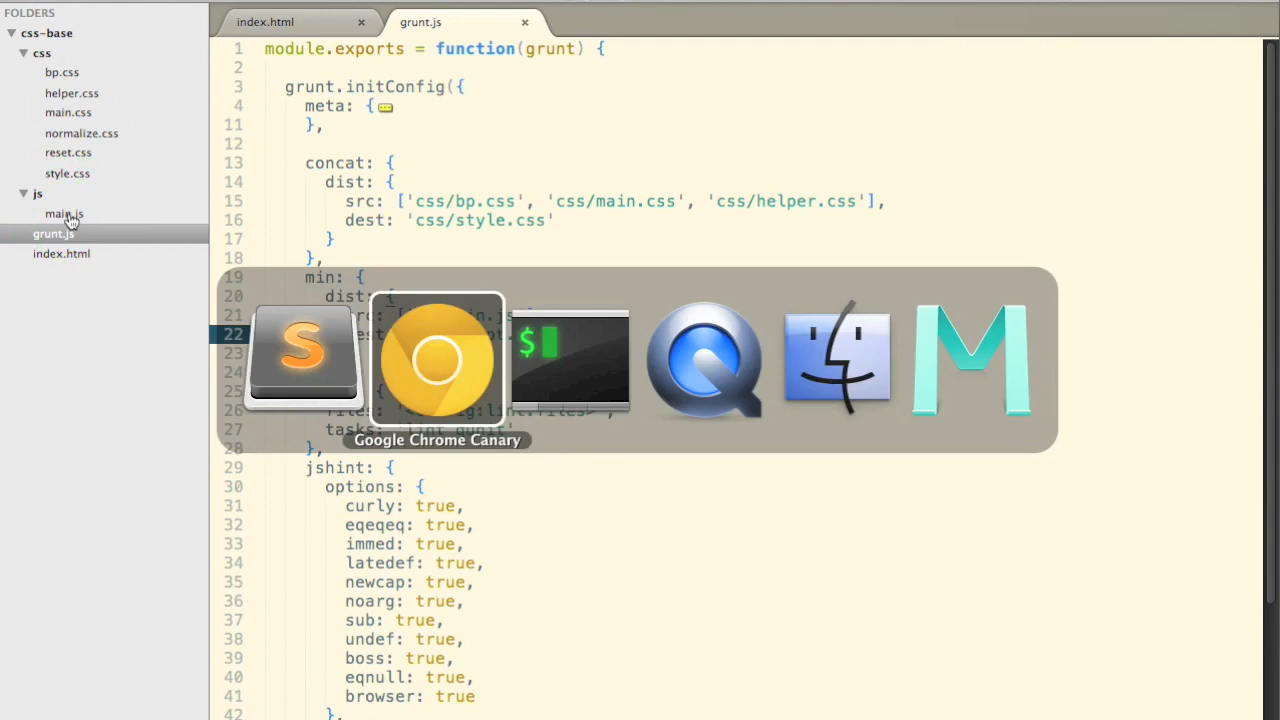 FOLDERS
css-base
css
bp.css
helper.css
main.css
normalize.css
reset.css
style.css
js
main.js
grunt.js
index.html
index.html ×
grunt.js ×
1 module.exports = function(grunt) {
2
3 grunt.initConfig({
4 meta: {
11 },
12
13 concat: {
14 dist: {
15 src: ['css/bp.css', 'css/main.css', 'css/helper.css'],
16 dest: 'css/style.css'
17 }
18 },
19 min: {
20 dist: {
21
22
23
24
25
26 files:
27 tasks: 'lint qunit'
28 },
29 jshint: {
30 options: {
31 curly: true,
32 eqeqeq: true,
33 immed: true,
34 latedef: true,
35 newcap: true,
36 noarg: true,
37 sub: true,
38 undef: true,
39 boss: true,
40 eqnull: true,
41 browser: true
42 },
S
$
Q
M
Google Chrome Canary